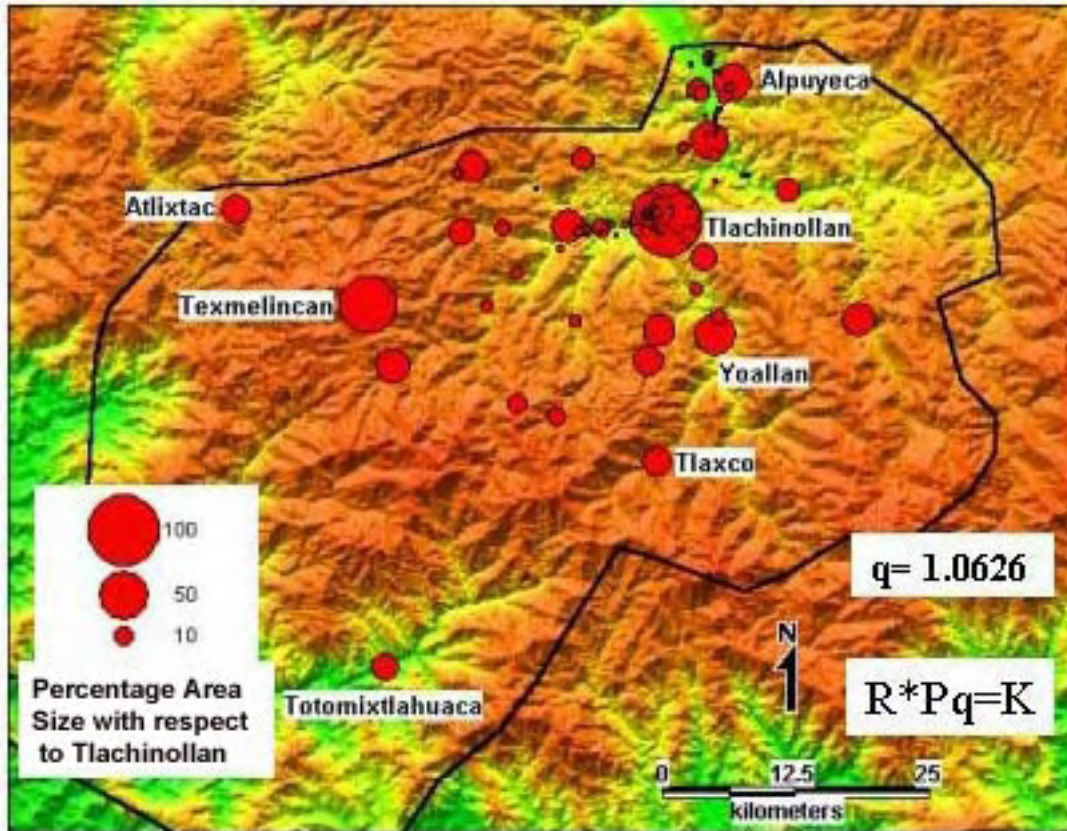 Alpuyeca
Atlixtac
Tlachinollan
Texmelincan
Yoallan
Tlaxco
100
50
10
Percentage Area
Size with respect
to Tlachinollan
Totomixtlahuaca
q= 1.0626
N
R*Pq=K
0 12.5 25
kilometers